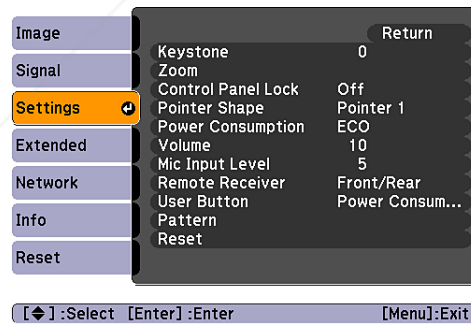 Image
Signal
Settings
Extended
Network
Info
Reset
Return
Keystone 0
Zoom
Control Panel Lock Off
Pointer Shape Pointer 1
Power Consumption ECO
Volume 10
Mic Input Level 5
Remote Receiver Front/Rear
User Button Power Consum...
Pattern
Reset
[◆] :Select [Enter] :Enter [Menu]:Exit